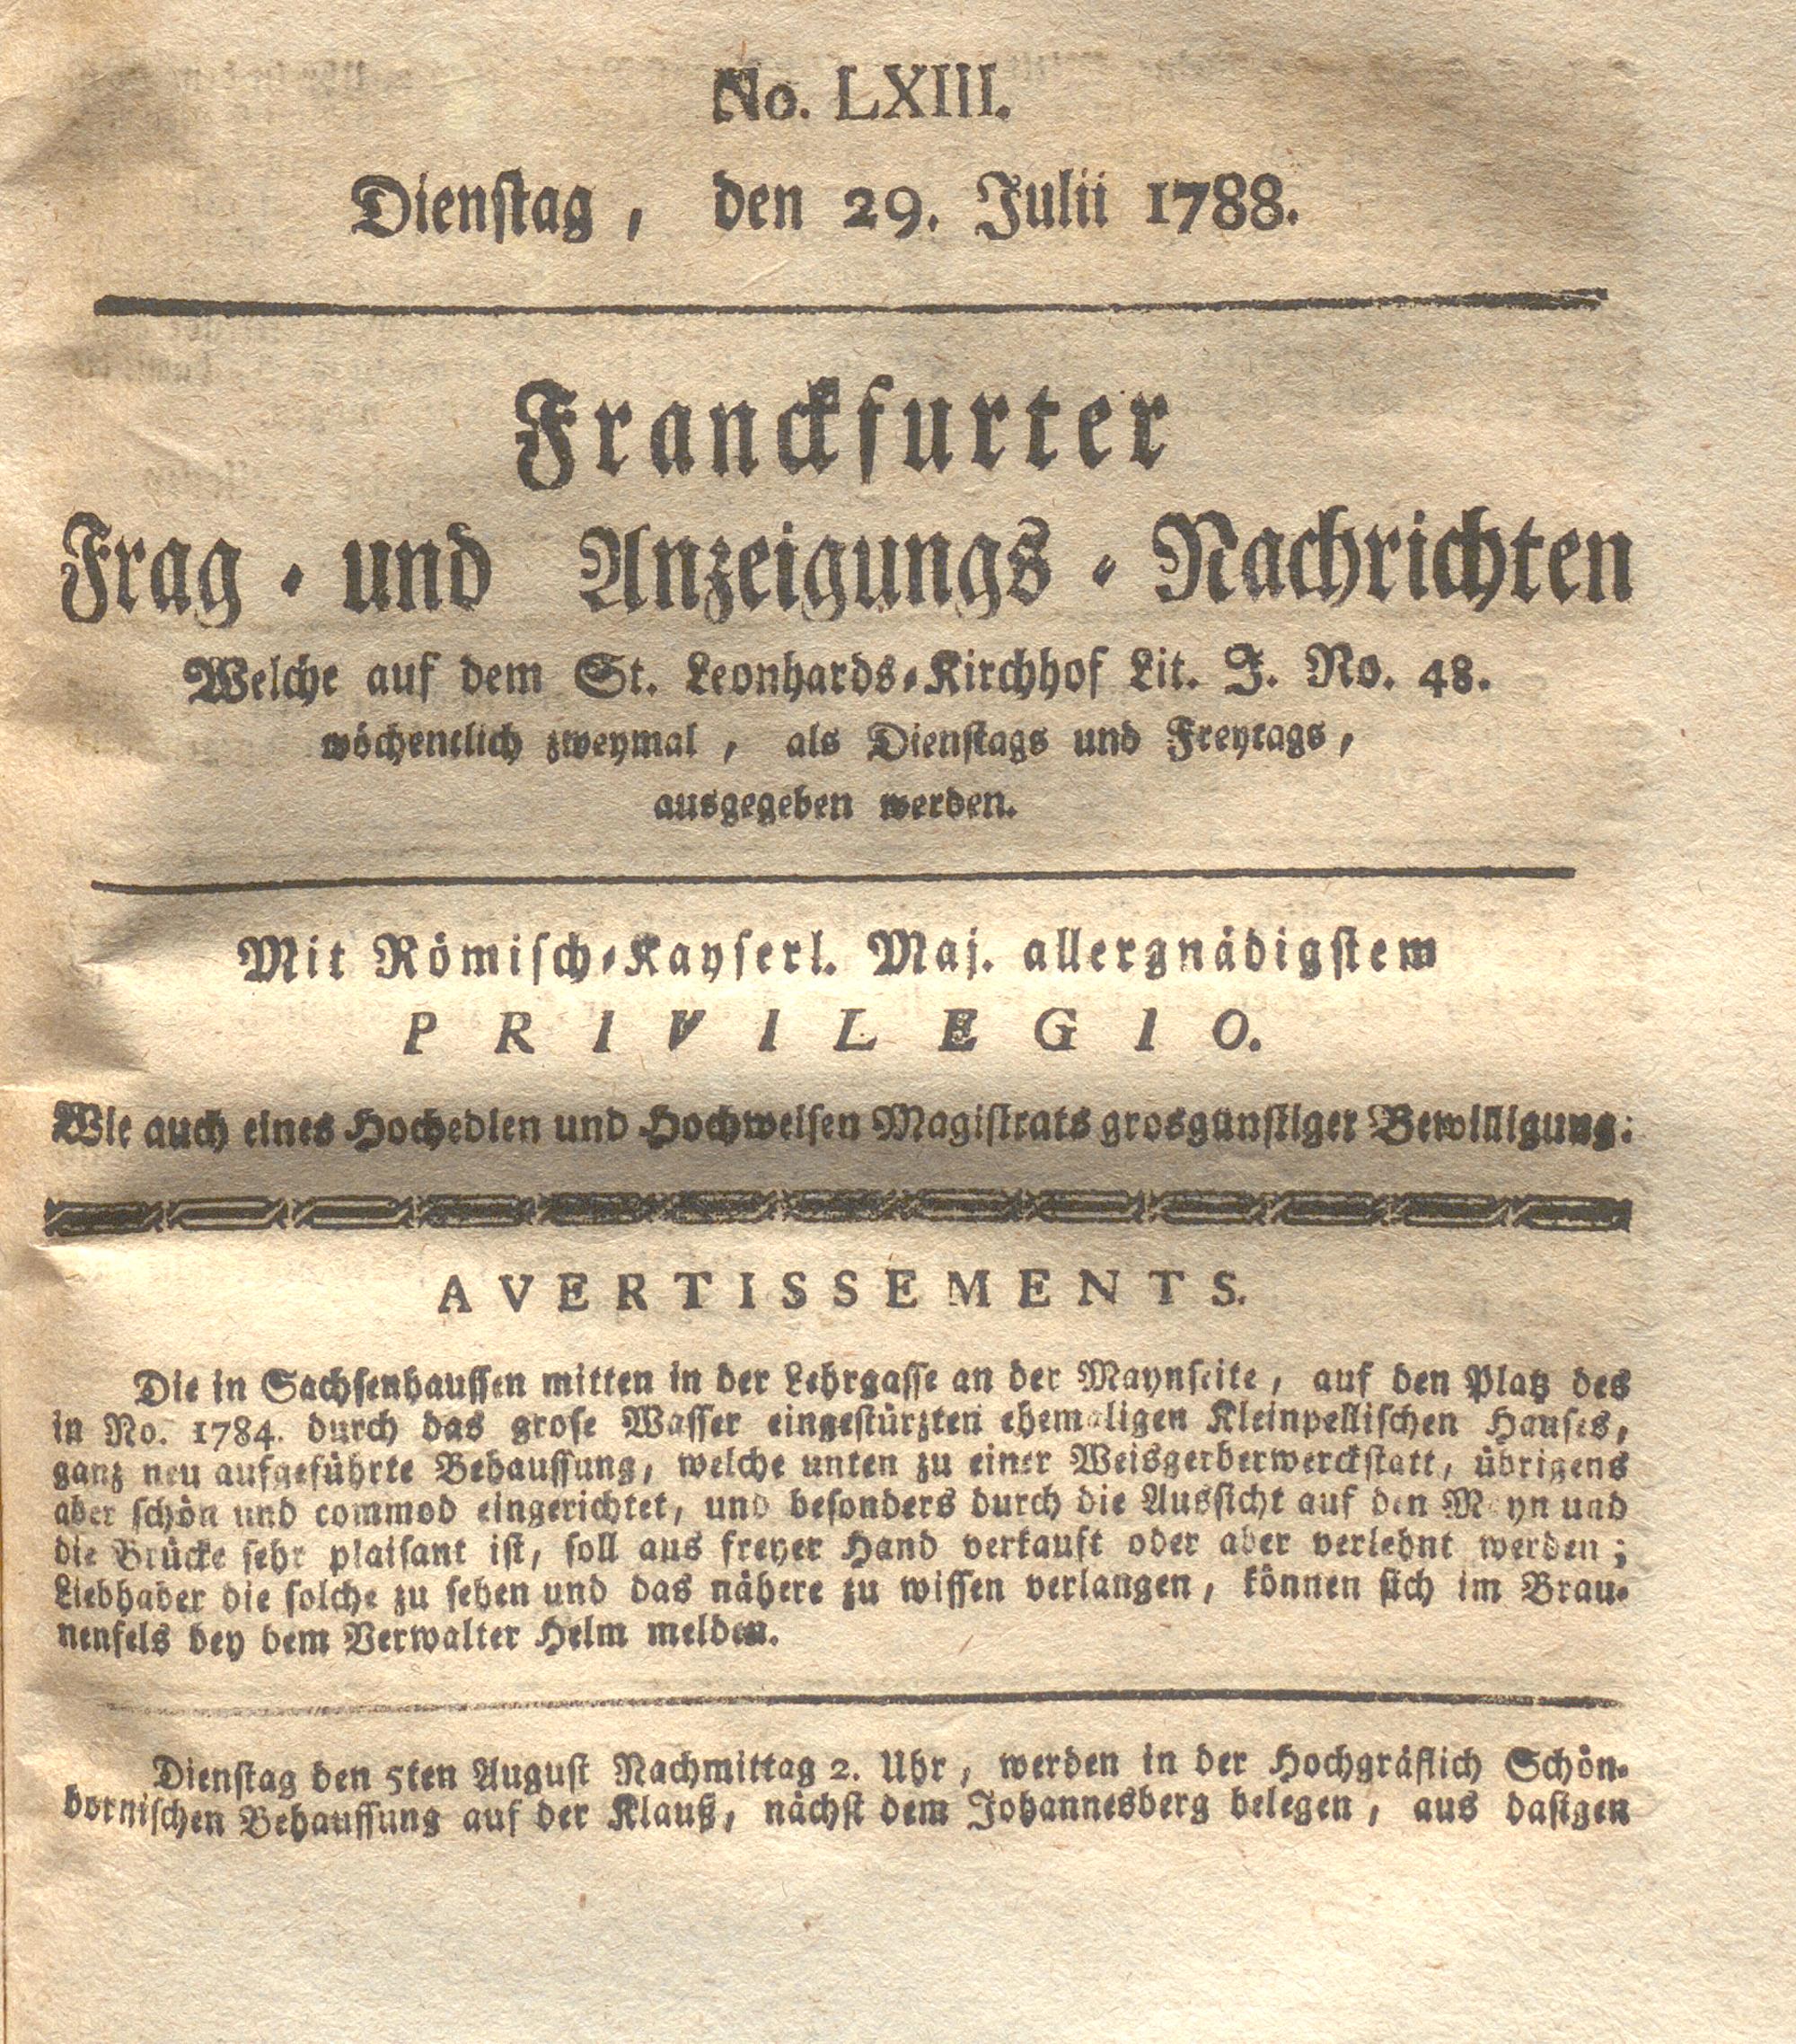 No. LXIII.
Dienstag, den 29. Julii 1788.
Franckfurter
Frag- und Anzeigungs-Nachrichten
Welche auf dem St. Leonhards-Kirchhof Lit. J. No. 48.
wöchentlich zweymal, als Dienstags und Freytags,
ausgegeben werden.
Mit Römisch-Kayserl. Maj. allergnädigstem
PRIVILEGIO.
Wie auch eines Hochedlen und Hochweisen Magistrats grosgünstiger Bewilligung:
AVERTISSEMENTS.
Die in Sachsenhaussen mitten in der Lehrgasse an der Maynseite, auf den Platz des
in No. 1784. durch das grose Wasser eingestürzten ehemaligen Kleinpellischen Hauses,
ganz neu aufgeführte Behaussung, welche unten zu einer Weisgerberwerckstatt, übrigens
aber schön und commod eingerichtet, und besonders durch die Aussicht auf den Mayn und
die Brücke sehr plaisant ist, soll aus freyer Hand verkauft oder aber verlehnt werden;
Liebhaber die solche zu sehen und das nähere zu wissen verlangen, können sich im Brau-
nenfels bey dem Verwalter Helm melden.
Dienstag den 5ten August Nachmittag 2. Uhr, werden in der Hochgräflich Schön-
bornischen Behaussung auf der Klauß, nächst dem Johannesberg belegen, aus dasigen